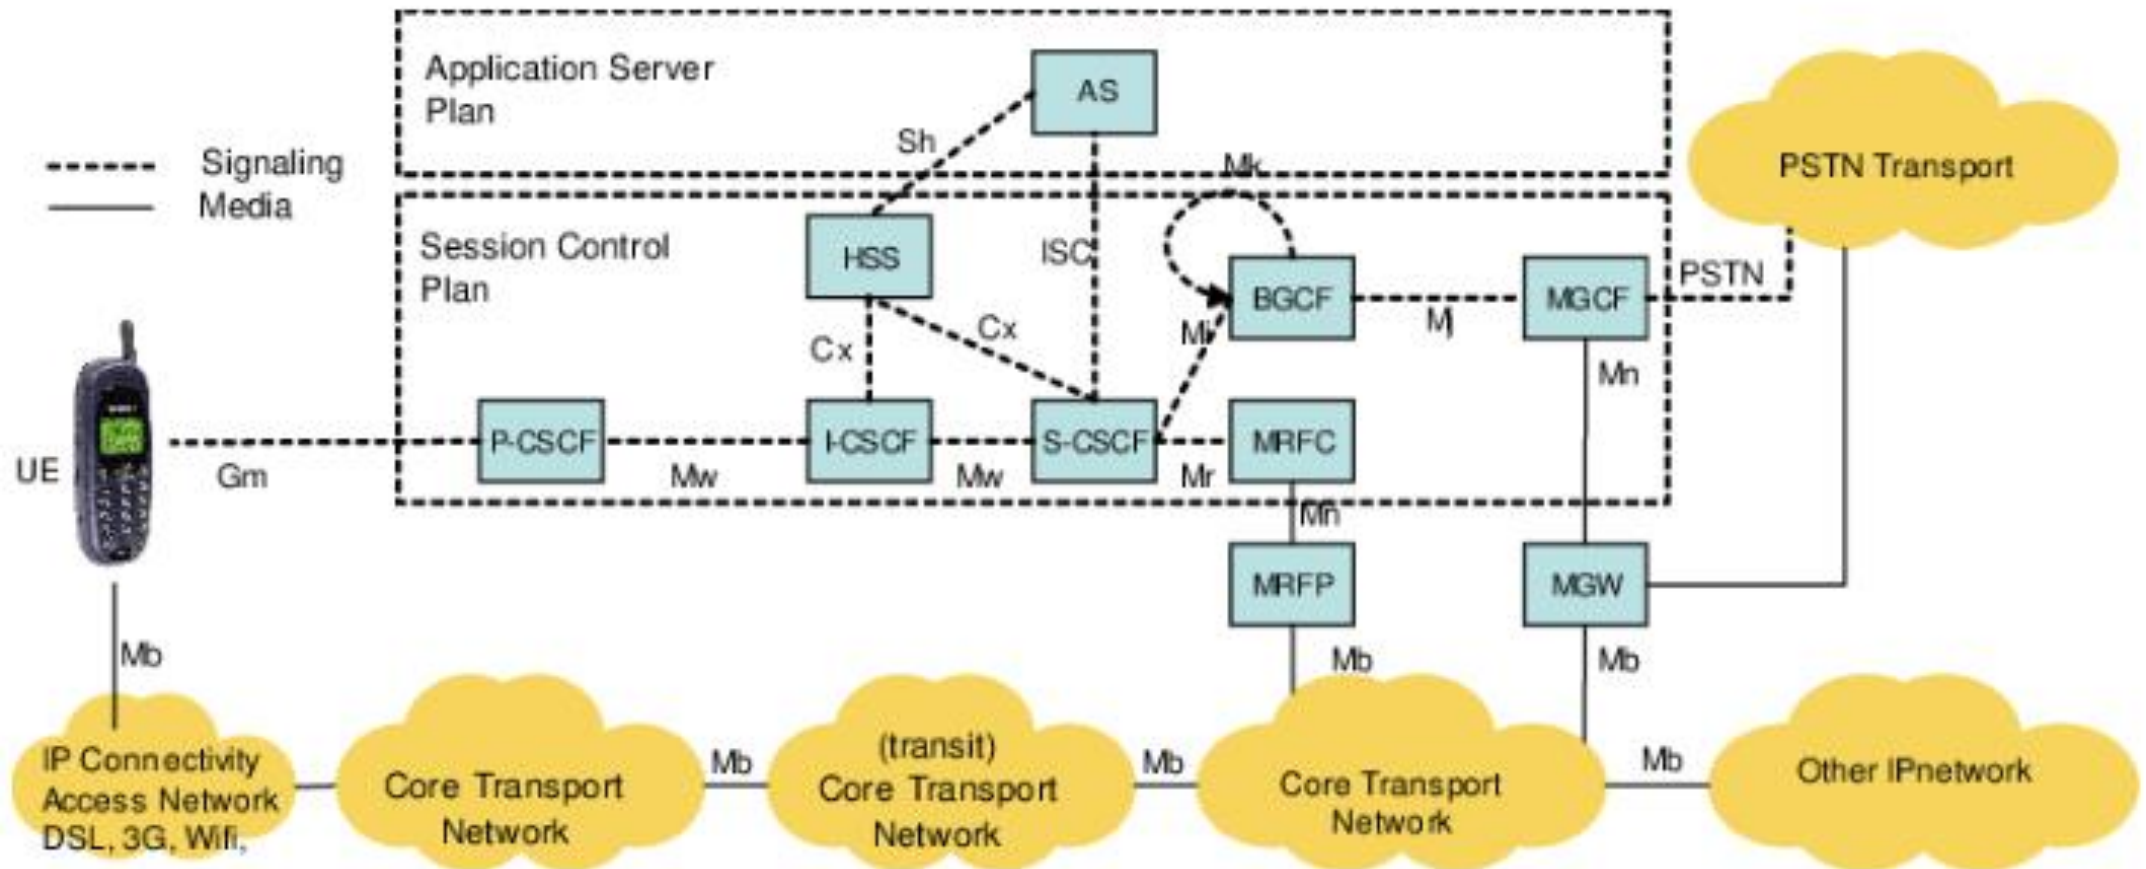 Application Server
Plan
AS
Sh
Mk
PSTN Transport
Signaling
Media
Session Control
Plan
HSS
ISC
BGCF
Mj
MGCF
PSTN
Mi
Cx
Cx
Mn
UE
Gm
P-CSCF
Mw
I-CSCF
Mw
S-CSCF
Mr
MRFC
Mn
MRFP
MGW
Mb
Mb
Mb
IP Connectivity
Access Network
DSL, 3G, Wifi,
Core Transport
Network
Mb
(transit)
Core Transport
Network
Mb
Core Transport
Network
Mb
Other IPnetwork